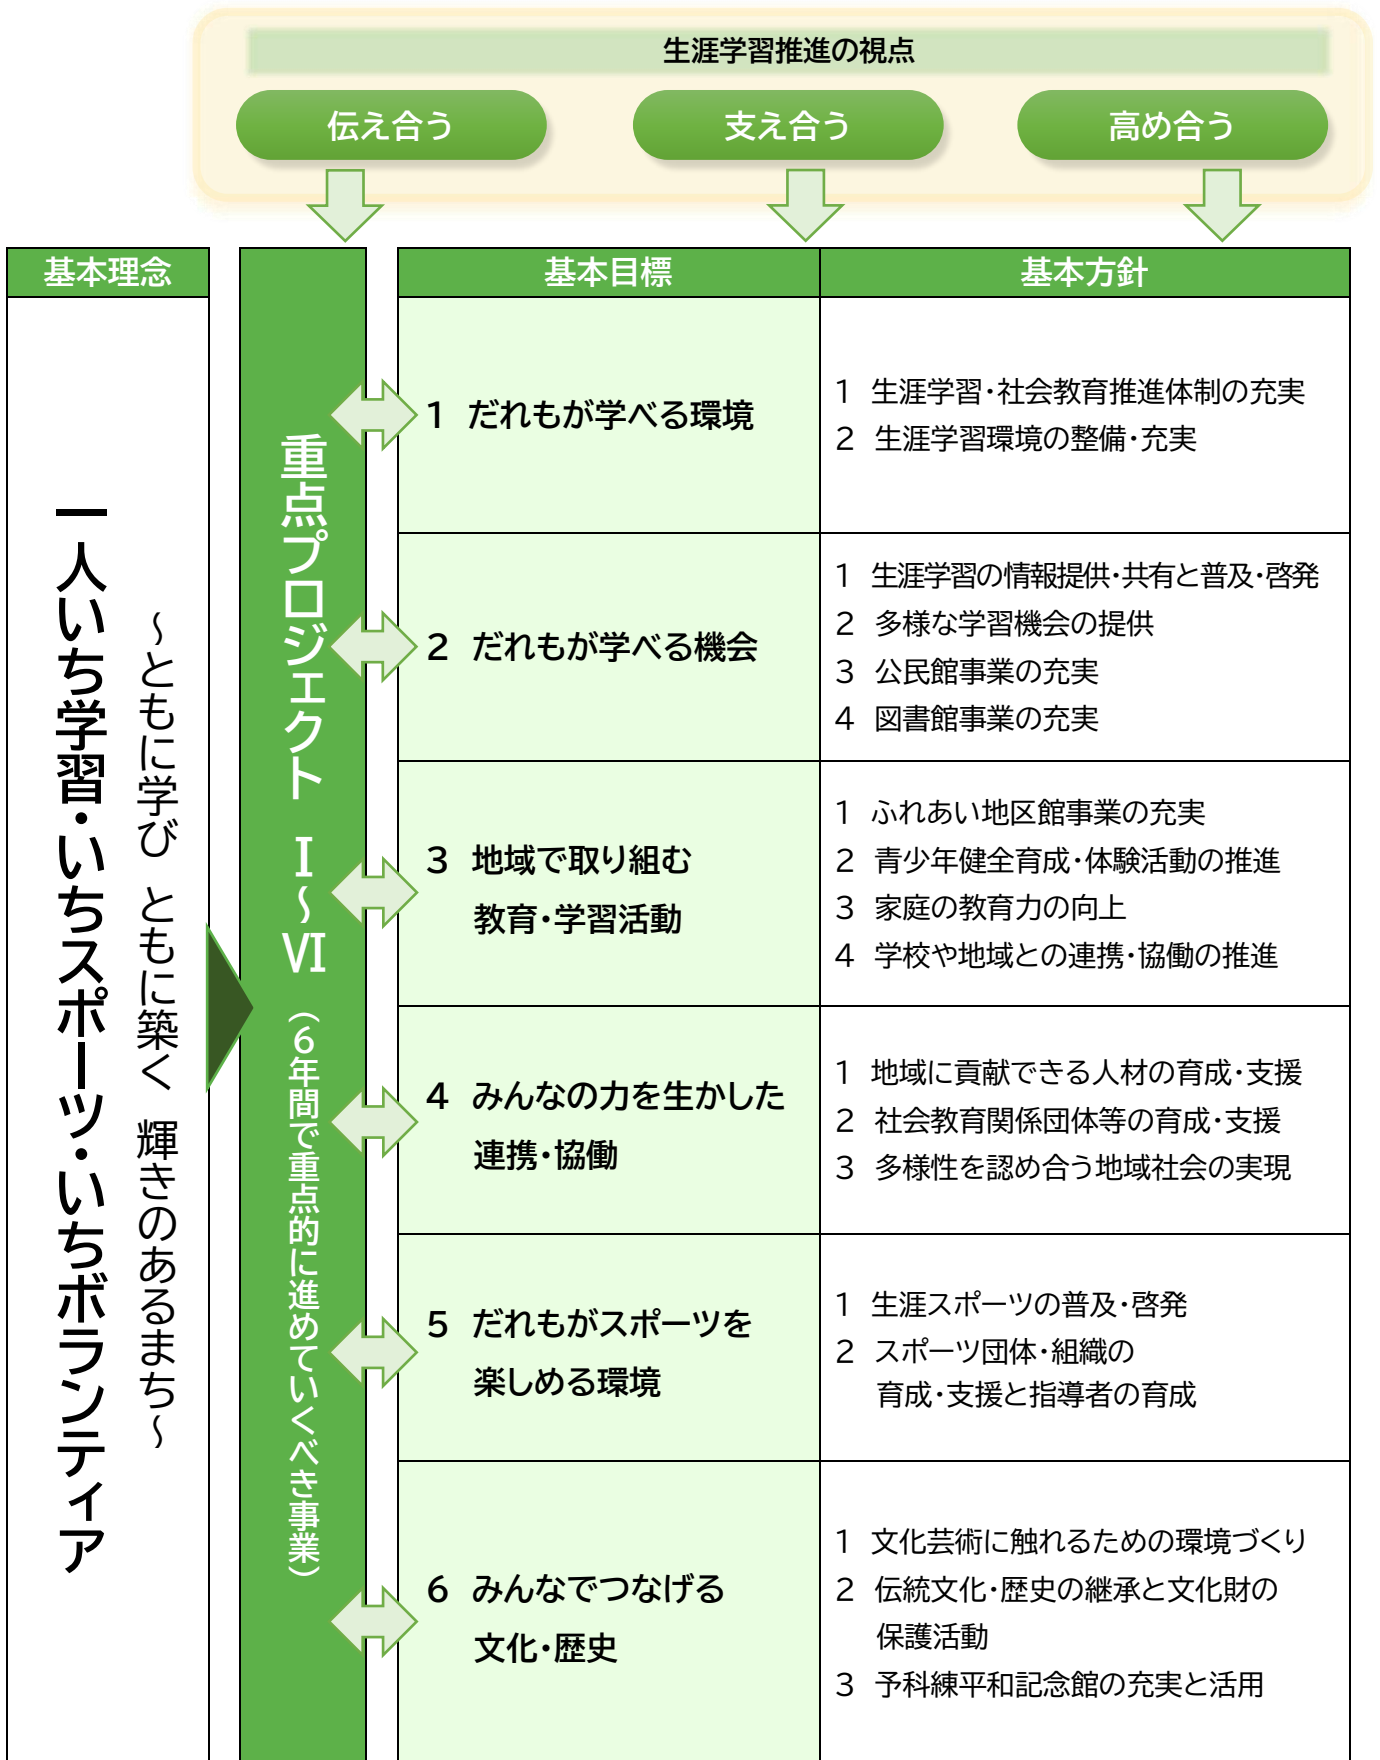 生涯学習推進の視点
伝え合う
支え合う
高め合う
基本理念
一人いち学習・いちスポーツ・いちボランティア
～ともに学び ともに築く 輝きのあるまち～
重点プロジェクト Ⅰ～Ⅵ (6年間で重点的に進めていくべき事業)
基本目標
基本方針
1 だれもが学べる環境
1 生涯学習・社会教育推進体制の充実
2 生涯学習環境の整備・充実
2 だれもが学べる機会
1 生涯学習の情報提供・共有と普及・啓発
2 多様な学習機会の提供
3 公民館事業の充実
4 図書館事業の充実
3 地域で取り組む
教育・学習活動
1 ふれあい地区館事業の充実
2 青少年健全育成・体験活動の推進
3 家庭の教育力の向上
4 学校や地域との連携・協働の推進
4 みんなの力を生かした
連携・協働
1 地域に貢献できる人材の育成・支援
2 社会教育関係団体等の育成・支援
3 多様性を認め合う地域社会の実現
5 だれもがスポーツを
楽しめる環境
1 生涯スポーツの普及・啓発
2 スポーツ団体・組織の
育成・支援と指導者の育成
6 みんなでつなげる
文化・歴史
1 文化芸術に触れるための環境づくり
2 伝統文化・歴史の継承と文化財の
保護活動
3 予科練平和記念館の充実と活用